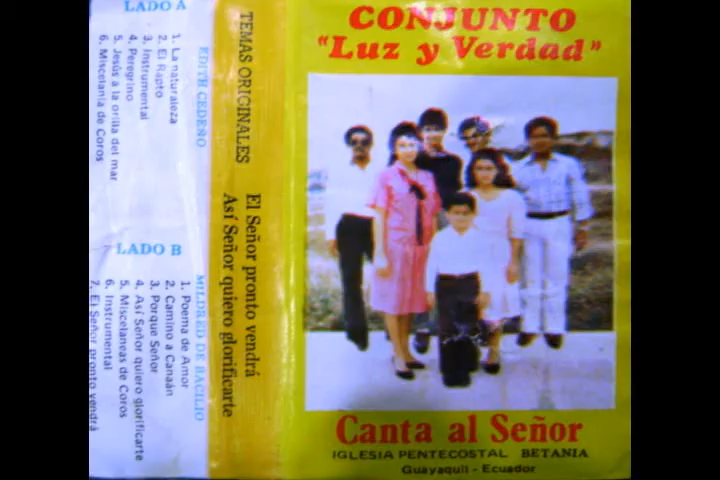 CONJUNTO
"Luz y Verdad"
Canta al Señor
IGLESIA PENTECOSTAL BETANIA
Guayaquil - Ecuador
TEMAS ORIGINALES
El Señor pronto vendrá
Así Señor quiero glorificarte
LADO A
EDITH CEDEÑO
1. La naturaleza
2. El Rapto
3. Instrumental
4. Peregrino
5. Jesús a la orilla del mar
6. Miscelania de Coros
LADO B
MILDRED DE BACILIO
1. Poema de Amor
2. Camino a Canaán
3. Porque Señor
4. Así Señor quiero glorificarte
5. Miscelaneas de Coros
6. Instrumental
7. El Señor pronto vendrá